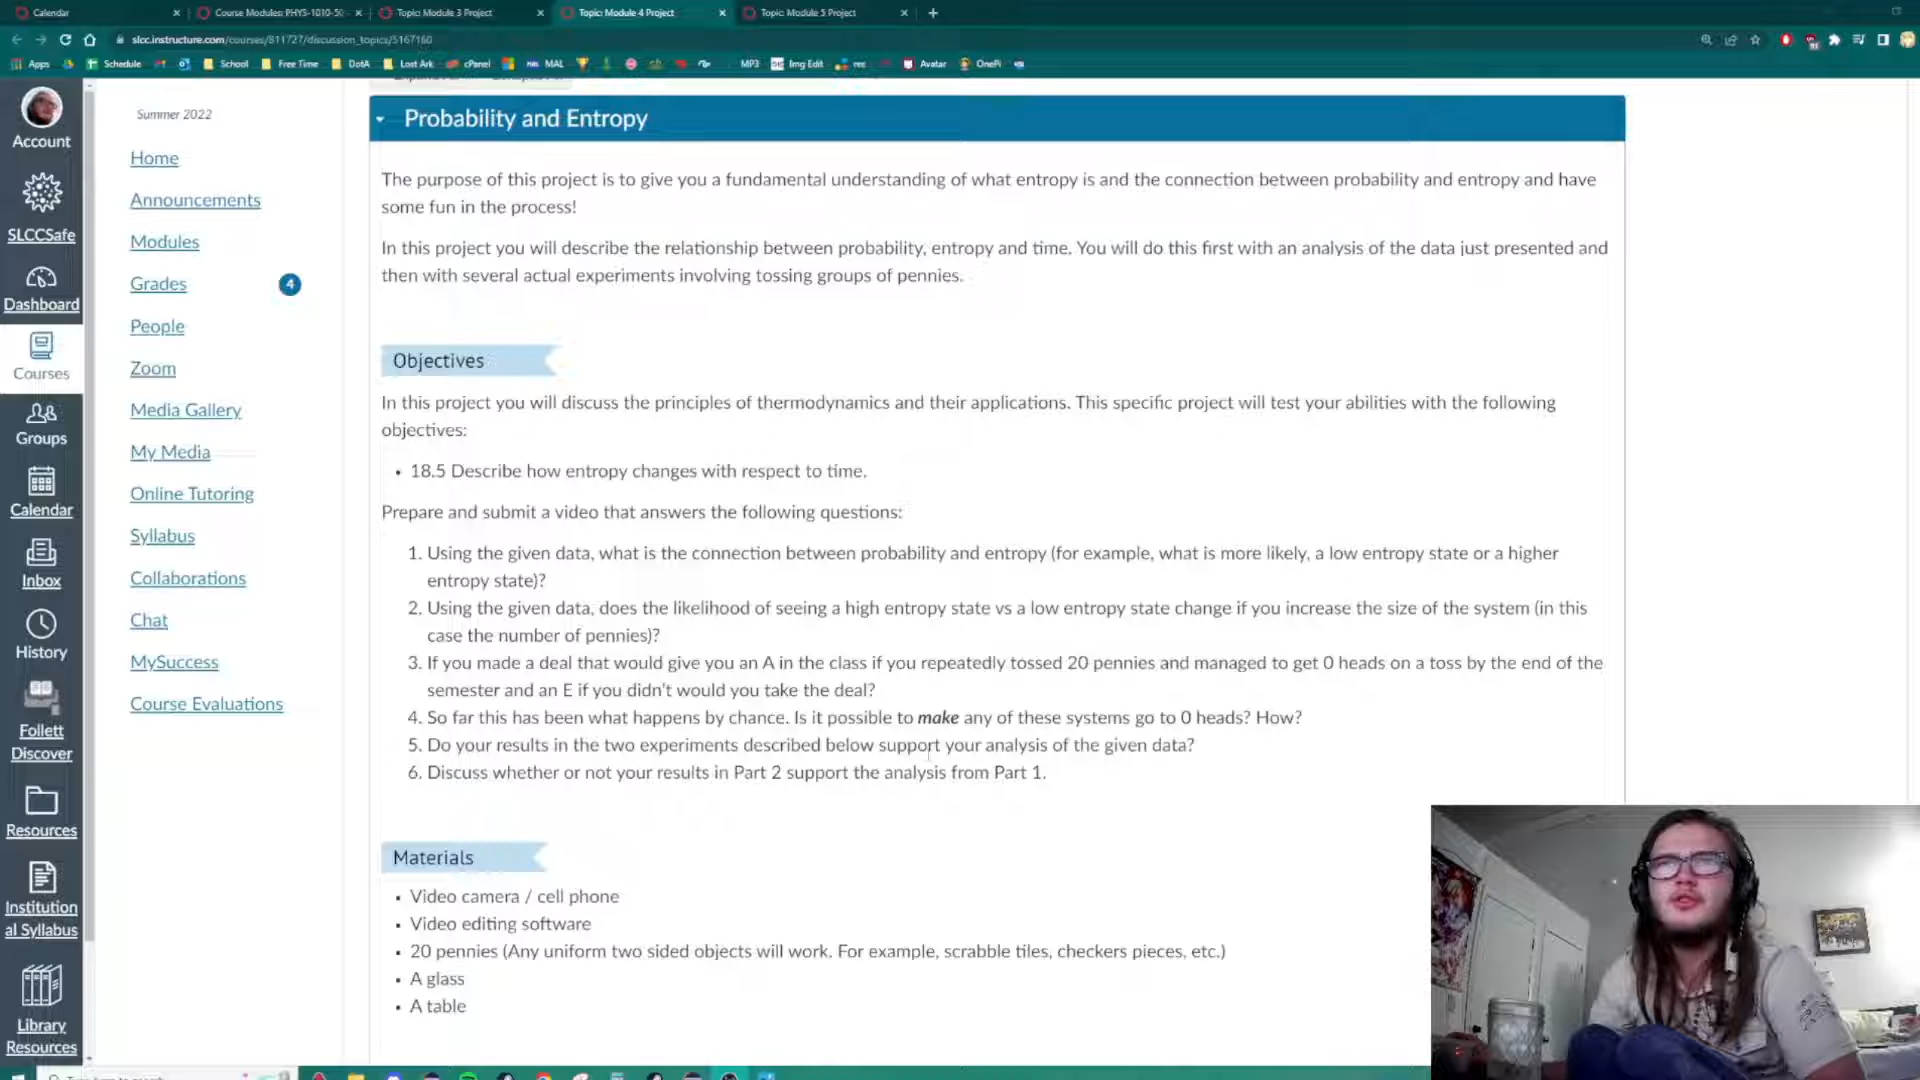 Calendar
Course Modules: PHYS-1010-50
Topic: Module 3 Project
Topic: Module 4 Project
Topic: Module 5 Project
slcc.instructure.com/courses/811727/discussion_topics/5167160
Apps
Schedule
School
Free Time
DotA
Lost Ark
cPanel
MAL
MP3
Img Edit
rec
Avatar
OnePi
Account
SLCCSafe
Dashboard
Courses
Groups
Calendar
Inbox
History
Follett
Discover
Resources
Institution
al Syllabus
Library
Resources
Summer 2022
Home
Announcements
Modules
Grades
4
People
Zoom
Media Gallery
My Media
Online Tutoring
Syllabus
Collaborations
Chat
MySuccess
Course Evaluations
Probability and Entropy
The purpose of this project is to give you a fundamental understanding of what entropy is and the connection between probability and entropy and have
some fun in the process!
In this project you will describe the relationship between probability, entropy and time. You will do this first with an analysis of the data just presented and
then with several actual experiments involving tossing groups of pennies.
Objectives
In this project you will discuss the principles of thermodynamics and their applications. This specific project will test your abilities with the following
objectives:
• 18.5 Describe how entropy changes with respect to time.
Prepare and submit a video that answers the following questions:
1. Using the given data, what is the connection between probability and entropy (for example, what is more likely, a low entropy state or a higher
entropy state)?
2. Using the given data, does the likelihood of seeing a high entropy state vs a low entropy state change if you increase the size of the system (in this
case the number of pennies)?
3. If you made a deal that would give you an A in the class if you repeatedly tossed 20 pennies and managed to get 0 heads on a toss by the end of the
semester and an E if you didn't would you take the deal?
4. So far this has been what happens by chance. Is it possible to make any of these systems go to 0 heads? How?
5. Do your results in the two experiments described below support your analysis of the given data?
6. Discuss whether or not your results in Part 2 support the analysis from Part 1.
Materials
• Video camera / cell phone
• Video editing software
• 20 pennies (Any uniform two sided objects will work. For example, scrabble tiles, checkers pieces, etc.)
• A glass
• A table